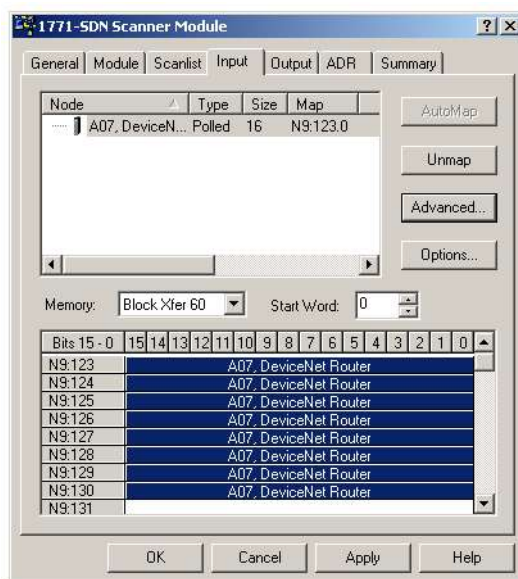 1771-SDN Scanner Module
General Module Scanlist Input Output ADR Summary
Node Type Size Map
A07, DeviceN... Polled 16 N9:123.0
AutoMap
Unmap
Advanced...
Options...
Memory: Block Xfer 60 Start Word: 0
Bits 15 - 0 15 14 13 12 11 10 9 8 7 6 5 4 3 2 1 0
N9:123 A07, DeviceNet Router
N9:124 A07, DeviceNet Router
N9:125 A07, DeviceNet Router
N9:126 A07, DeviceNet Router
N9:127 A07, DeviceNet Router
N9:128 A07, DeviceNet Router
N9:129 A07, DeviceNet Router
N9:130 A07, DeviceNet Router
N9:131
OK Cancel Apply Help